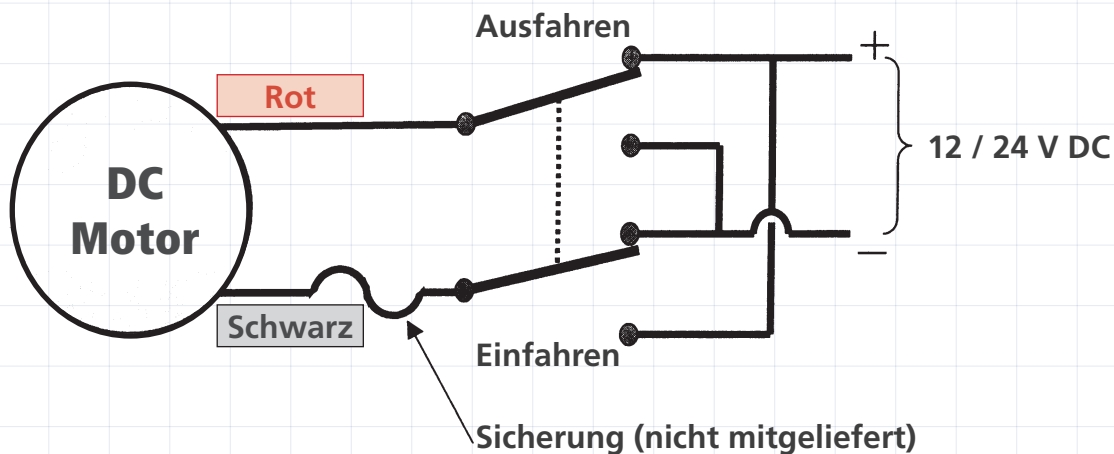 Ausfahren
+
Rot
12 / 24 V DC
DC
Motor
–
Schwarz
Einfahren
Sicherung (nicht mitgeliefert)